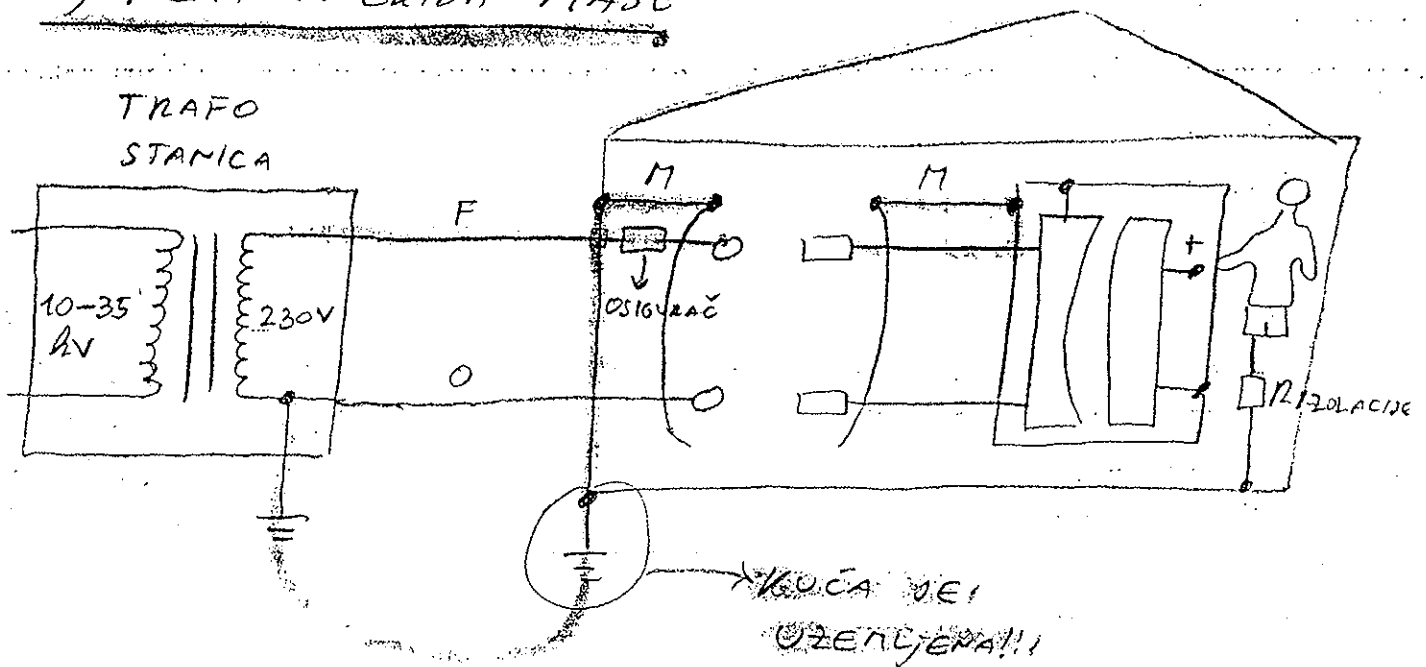 TRAFO
STANICA
F
M
M
+
10-35
kV
230V
OSIGURAČ
O
R IZOLACIJE
KUĆA JE
UZEMLJENA!!!